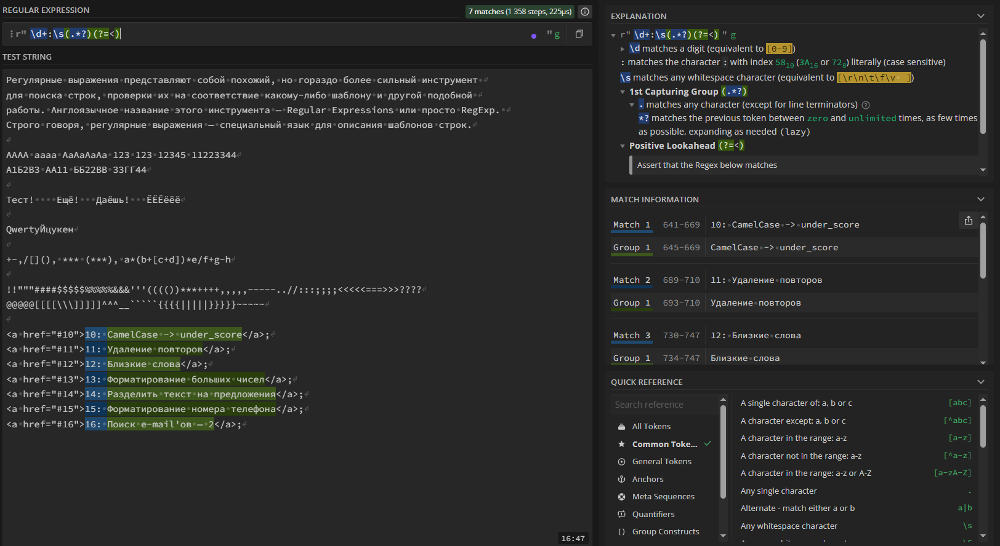 REGULAR EXPRESSION
7 matches (1 358 steps, 225µs)
r" \d+:\s(.*?)(?=<)
" g
TEST STRING
Регулярные выражения представляют собой похожий, но гораздо более сильный инструмент
для поиска строк, проверки их на соответствие какому-либо шаблону и другой подобной
работы. Англоязычное название этого инструмента — Regular Expressions или просто RegExp.
Строго говоря, регулярные выражения — специальный язык для описания шаблонов строк.
АААА аааа АаАаАаАа 123 123 12345 11223344
А1Б2В3 АА11 ББ22ВВ 33ГГ44
Тест!    Ещё!   Даёшь!   ЁЁЁёёё
QwertyЙцукен
+-,/[](), *** (***), a*(b+[c+d])*e/f+g-h
!!"""####$$$$$%%%%%&&&'''(((())***++++,,,,,-----..//:::;;;;<<<<<===>>>????
@@@@@[[[[\\\]]]]]^^^__`````{{{{|||||}}}}}~~~~~
<a href="#10">10: CamelCase -> under_score</a>;
<a href="#11">11: Удаление повторов</a>;
<a href="#12">12: Близкие слова</a>;
<a href="#13">13: Форматирование больших чисел</a>;
<a href="#14">14: Разделить текст на предложения</a>;
<a href="#15">15: Форматирование номера телефона</a>;
<a href="#16">16: Поиск e-mail'ов — 2</a>;
16:47
EXPLANATION
r" \d+:\s(.*?)(?=<) " g
\d matches a digit (equivalent to [0-9])
: matches the character : with index 58₁₀ (3A₁₆ or 72₈) literally (case sensitive)
\s matches any whitespace character (equivalent to [\r\n\t\f\v ])
1st Capturing Group (.*?)
. matches any character (except for line terminators)
*? matches the previous token between zero and unlimited times, as few times
as possible, expanding as needed (lazy)
Positive Lookahead (?=<)
Assert that the Regex below matches
MATCH INFORMATION
Match 1 641-669 10: CamelCase -> under_score
Group 1 645-669 CamelCase -> under_score
Match 2 689-710 11: Удаление повторов
Group 1 693-710 Удаление повторов
Match 3 730-747 12: Близкие слова
Group 1 734-747 Близкие слова
QUICK REFERENCE
Search reference
All Tokens
Common Toke...
General Tokens
Anchors
Meta Sequences
Quantifiers
Group Constructs
A single character of: a, b or c [abc]
A character except: a, b or c [^abc]
A character in the range: a-z [a-z]
A character not in the range: a-z [^a-z]
A character in the range: a-z or A-Z [a-zA-Z]
Any single character .
Alternate - match either a or b a|b
Any whitespace character \s